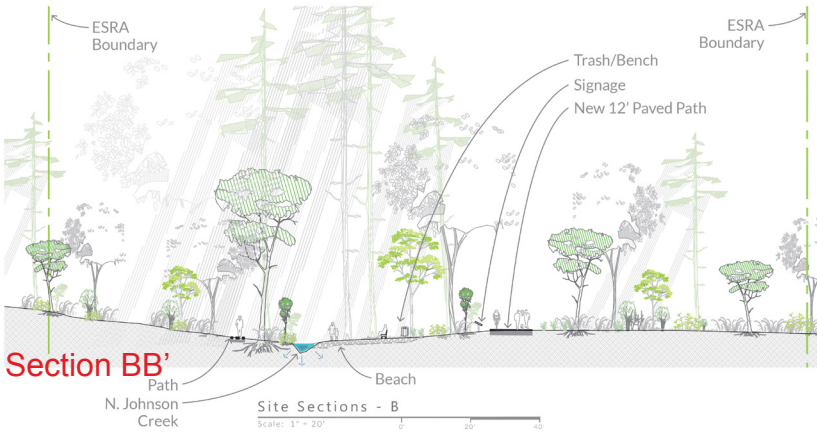 ESRA
Boundary
ESRA
Boundary
Trash/Bench
Signage
New 12' Paved Path
Section BB'
Path
N. Johnson
Creek
Beach
Site Sections - B
Scale: 1" = 20'
0'
20'
40'